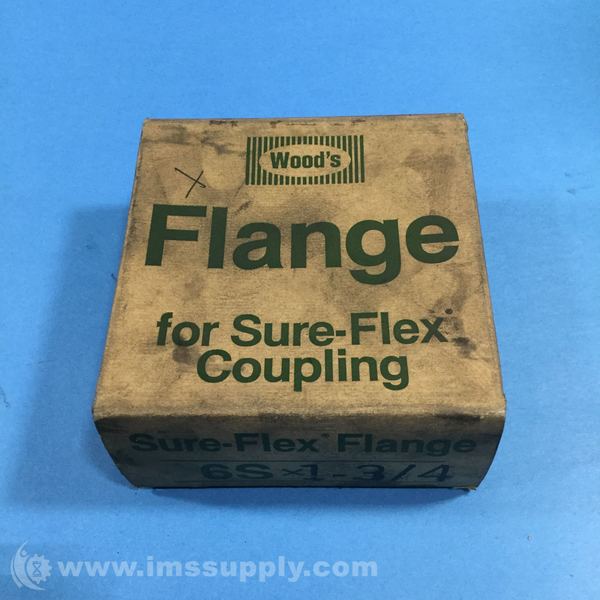 Wood's
Flange
for Sure-Flex®
Coupling
Sure-Flex® Flange
6S x 1-3/4
www.imssupply.com